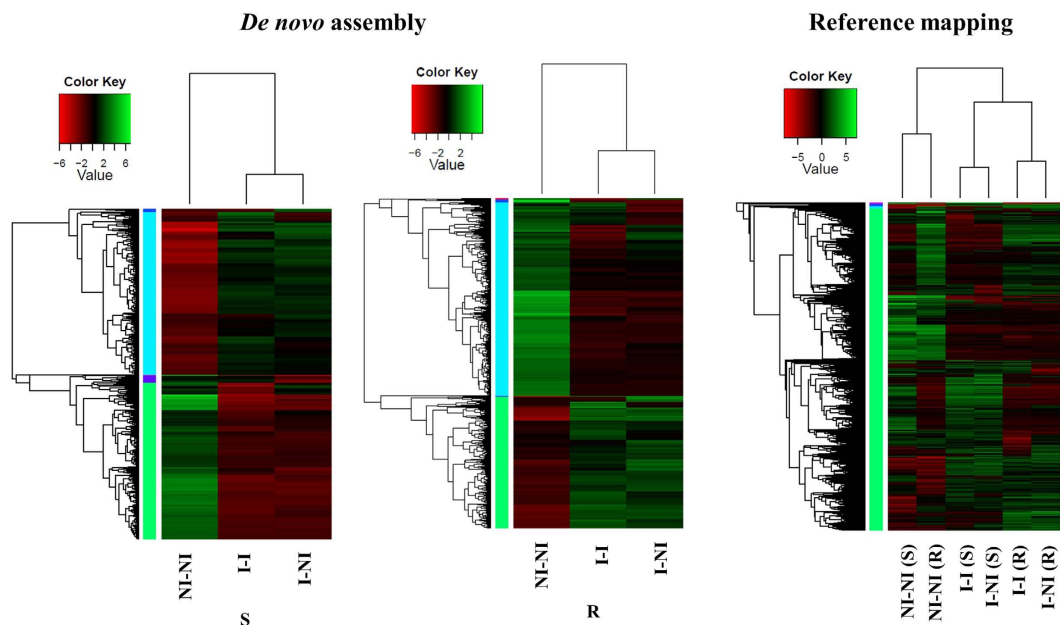 De novo assembly
Reference mapping
Color Key
−6 −2 2 6
Value
Color Key
−6 −2 2
Value
Color Key
−5 0 5
Value
NI-NI
I-I
I-NI
S
NI-NI
I-I
I-NI
R
NI-NI (S)
NI-NI (R)
I-I (S)
I-NI (S)
I-I (R)
I-NI (R)